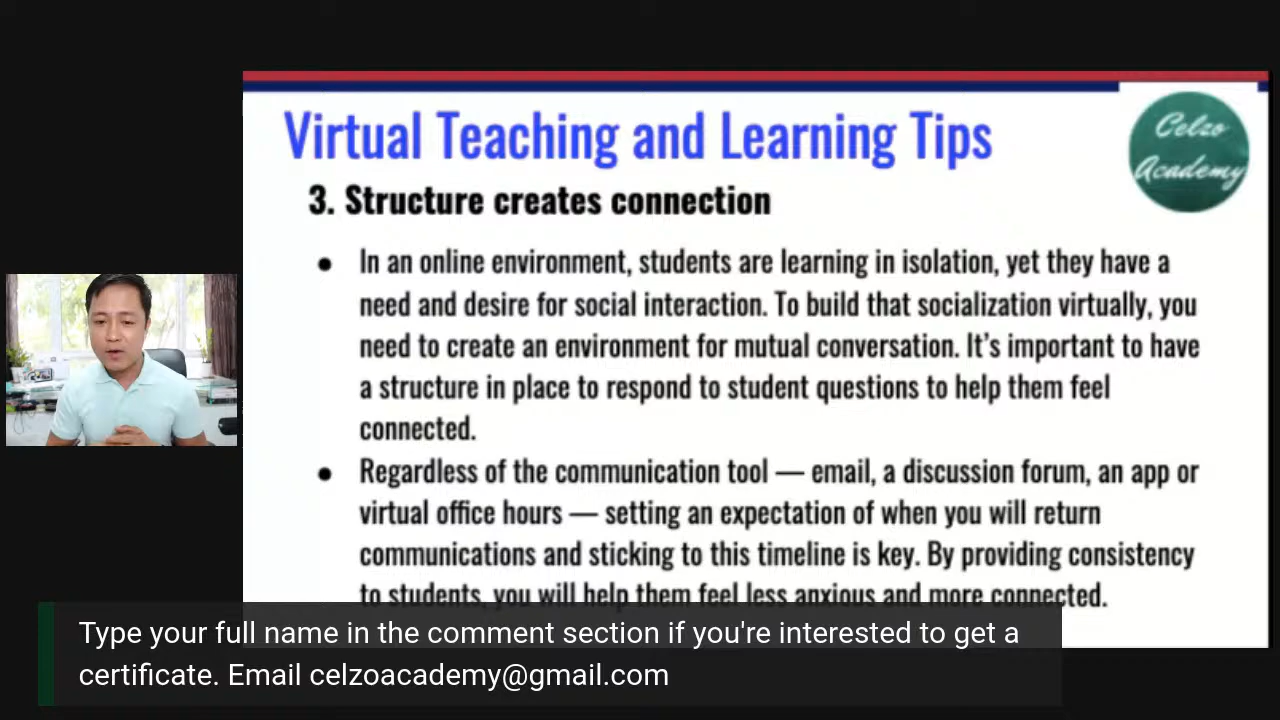 Virtual Teaching and Learning Tips
Celzo
Academy
3. Structure creates connection
● In an online environment, students are learning in isolation, yet they have a
need and desire for social interaction. To build that socialization virtually, you
need to create an environment for mutual conversation. It's important to have
a structure in place to respond to student questions to help them feel
connected.
● Regardless of the communication tool — email, a discussion forum, an app or
virtual office hours — setting an expectation of when you will return
communications and sticking to this timeline is key. By providing consistency
to students, you will help them feel less anxious and more connected.
Type your full name in the comment section if you're interested to get a
certificate. Email celzoacademy@gmail.com